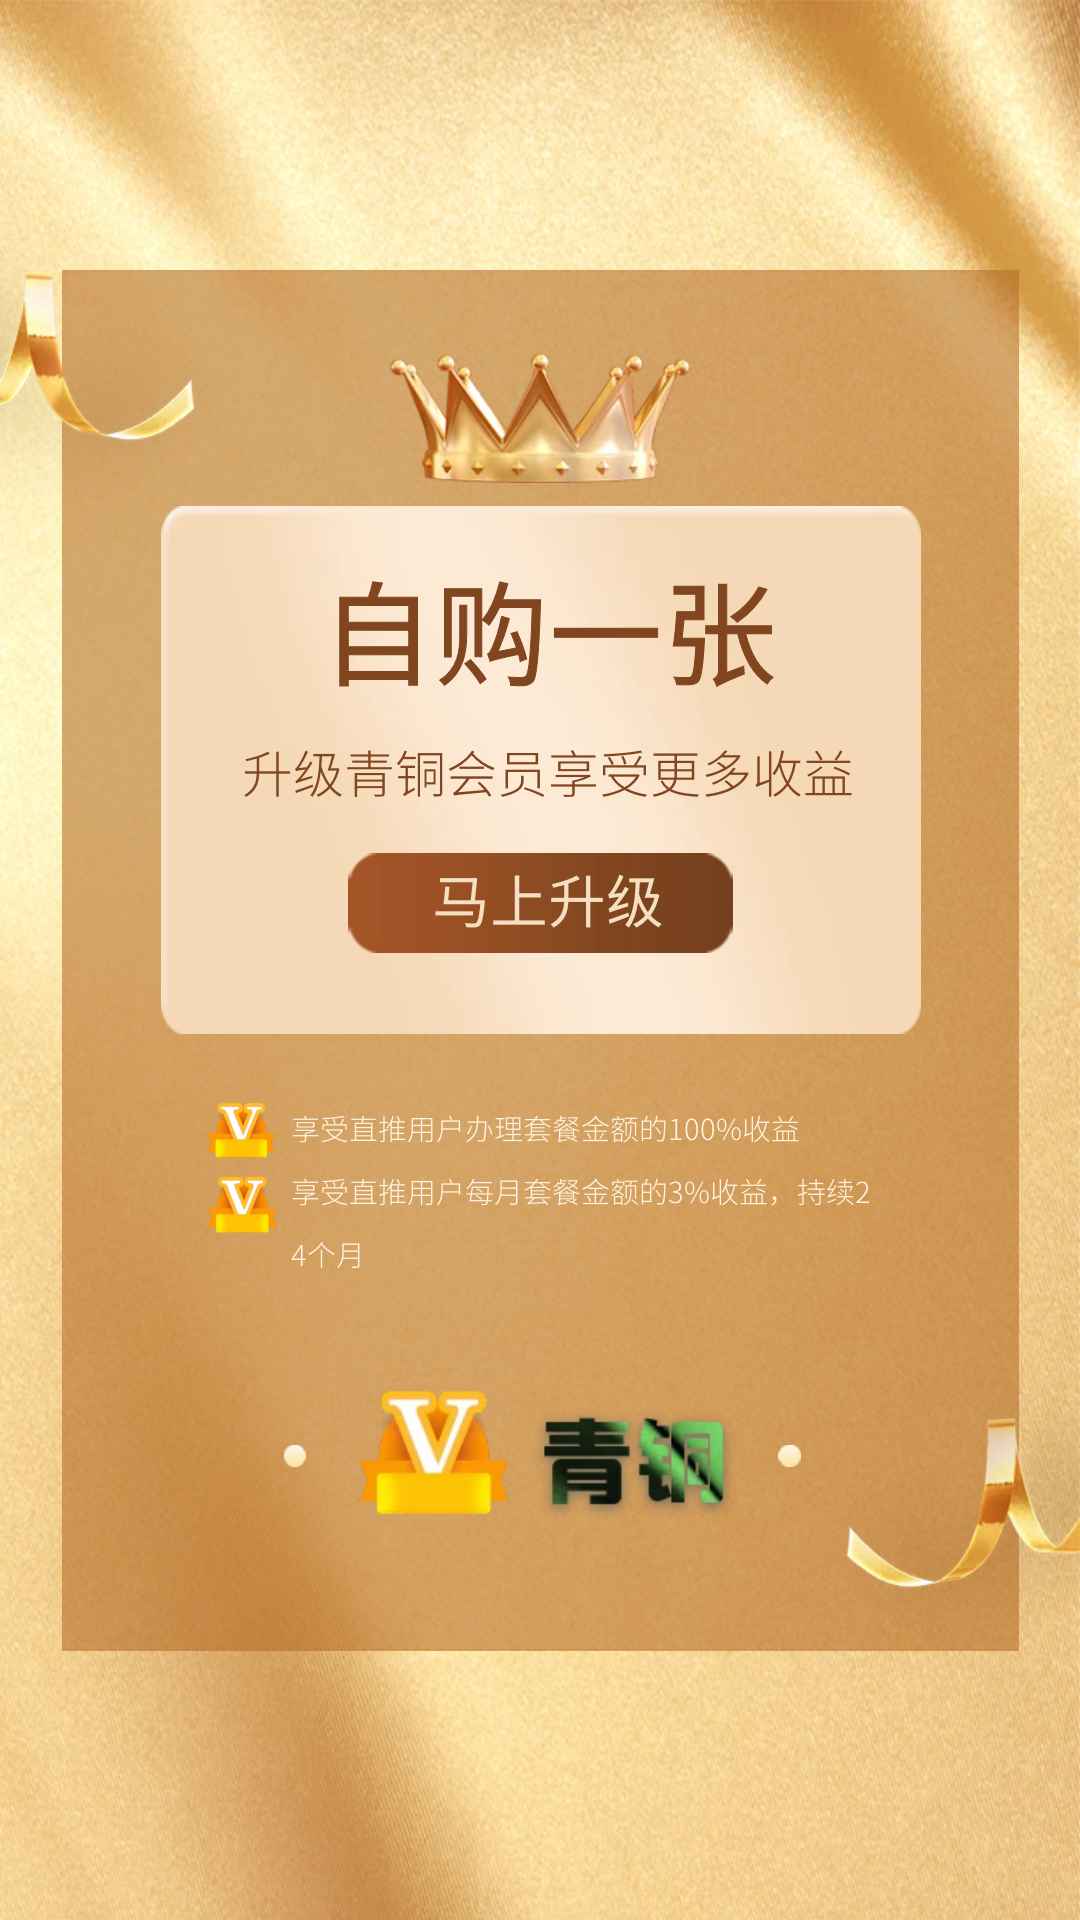 自购一张
升级青铜会员享受更多收益
马上升级
V 享受直推用户办理套餐金额的100%收益
V 享受直推用户每月套餐金额的3%收益，持续2
4个月
V 青铜